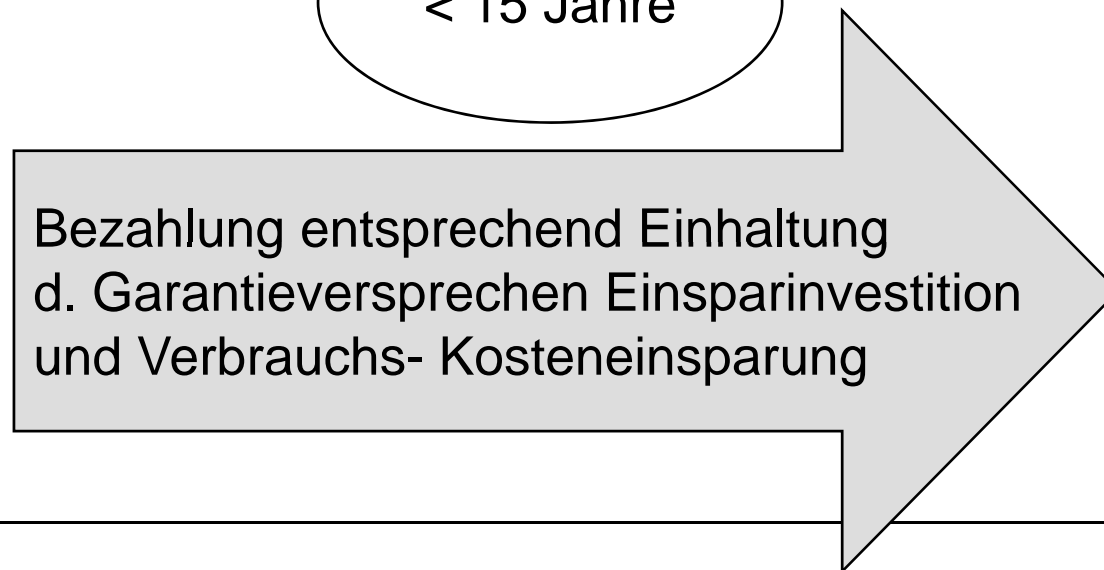 < 15 Jahre
Bezahlung entsprechend Einhaltung
d. Garantieversprechen Einsparinvestition
und Verbrauchs- Kosteneinsparung